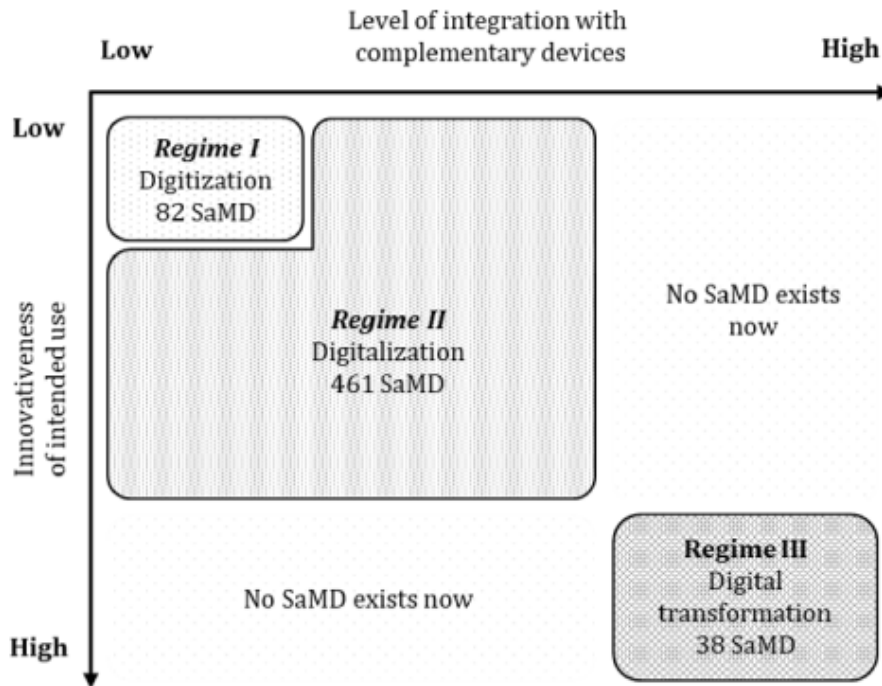 Level of integration with
complementary devices
Low
High
Low
Regime I
Digitization
82 SaMD
Regime II
Digitalization
461 SaMD
No SaMD exists
now
Innovativeness
of intended use
Regime III
Digital
transformation
38 SaMD
No SaMD exists now
High